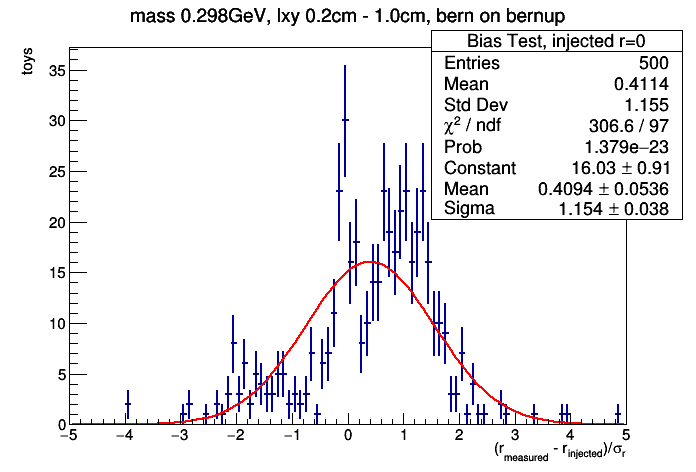 mass 0.298GeV, lxy 0.2cm - 1.0cm, bern on bernup
Bias Test, injected r=0
Entries 500
Mean 0.4114
Std Dev 1.155
χ² / ndf 306.6 / 97
Prob 1.379e−23
Constant 16.03 ± 0.91
Mean 0.4094 ± 0.0536
Sigma 1.154 ± 0.038
toys
35
30
25
20
15
10
5
0
−5 −4 −3 −2 −1 0 1 2 3 4 5
(r_measured - r_injected)/σ_r